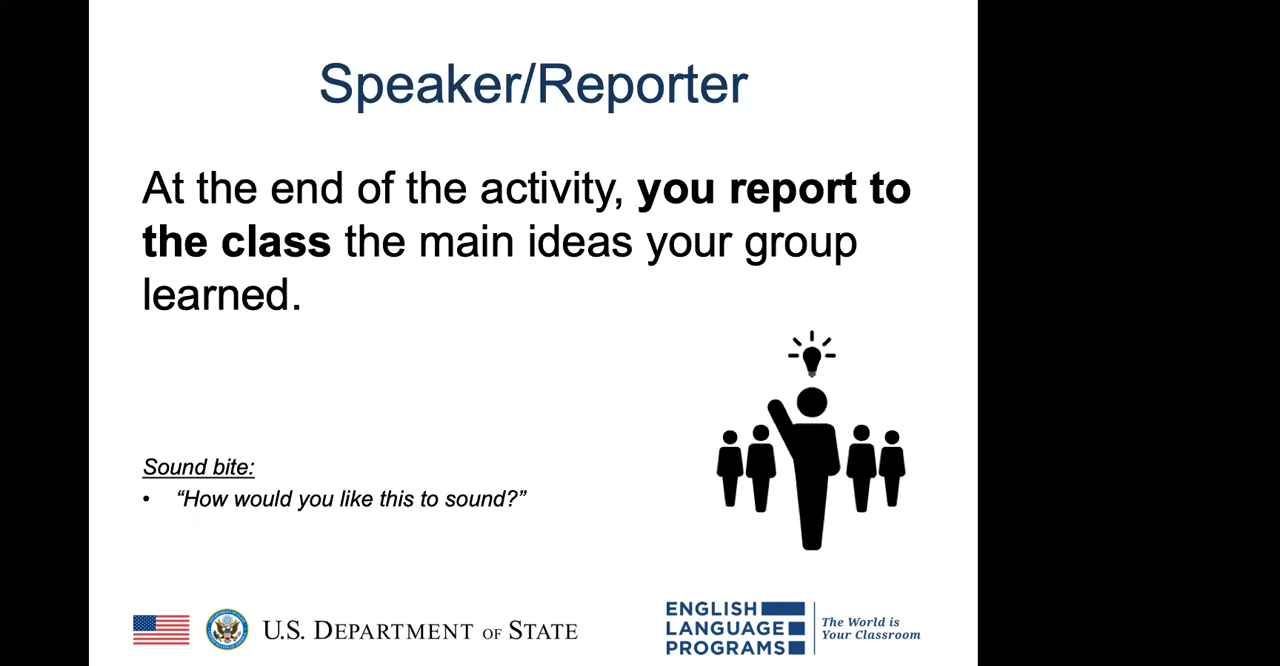 Speaker/Reporter
At the end of the activity, you report to
the class the main ideas your group
learned.
Sound bite:
• “How would you like this to sound?”
U.S. DEPARTMENT OF STATE
ENGLISH
LANGUAGE
PROGRAMS
The World is
Your Classroom